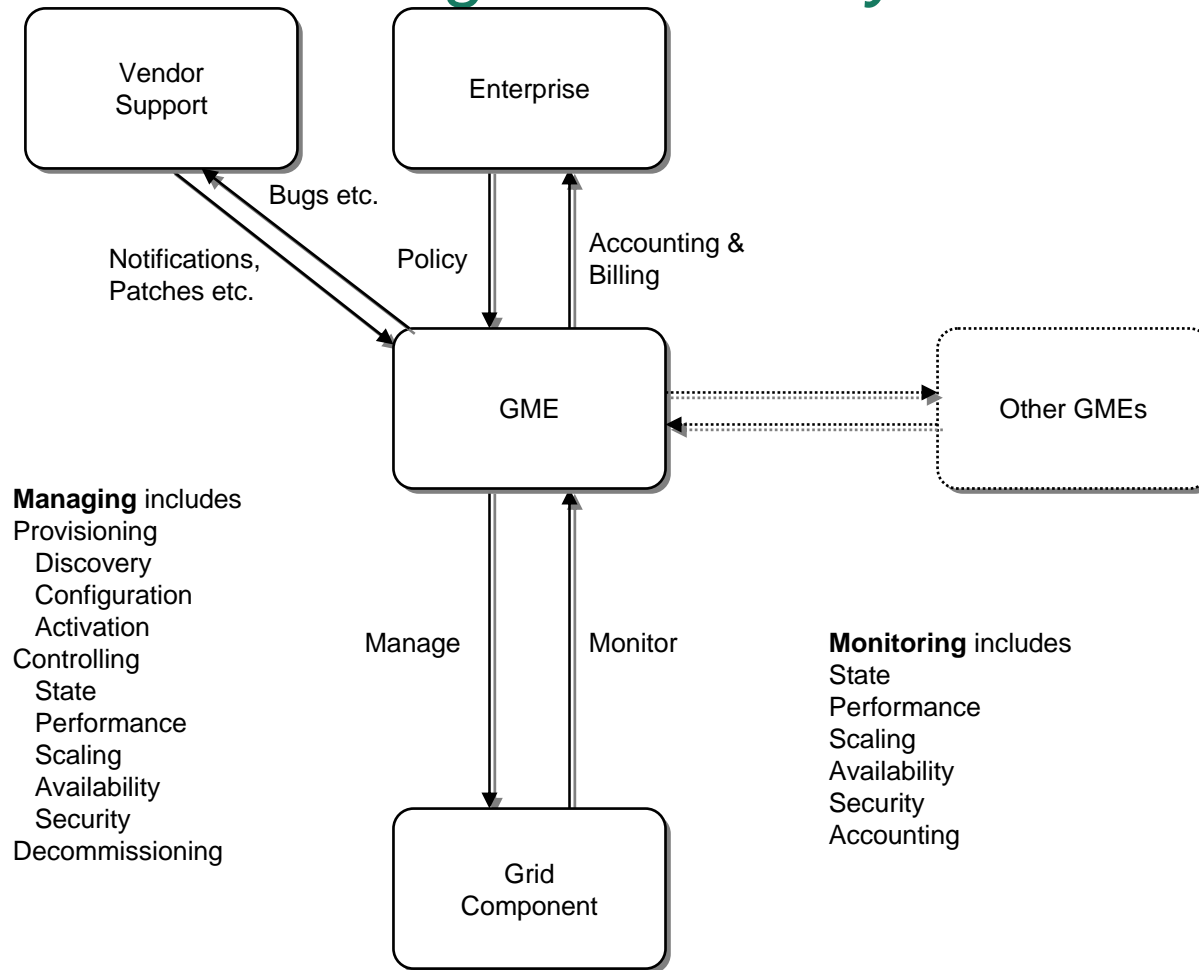 Vendor
Support
Enterprise
Bugs etc.
Notifications,
Patches etc.
Policy
Accounting &
Billing
GME
Other GMEs
Managing includes
Provisioning
Discovery
Configuration
Activation
Controlling
State
Performance
Scaling
Availability
Security
Decommissioning
Manage
Monitor
Monitoring includes
State
Performance
Scaling
Availability
Security
Accounting
Grid
Component